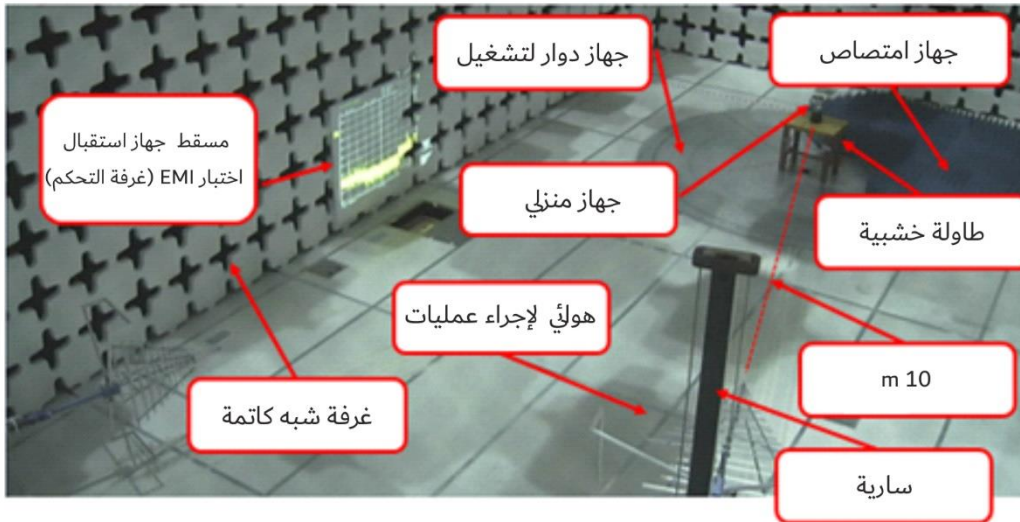 جهاز دوار لتشغيل
جهاز امتصاص
مسقط جهاز استقبال
اختبار EMI (غرفة التحكم)
جهاز منزلي
طاولة خشبية
هوائي لإجراء عمليات
10 m
غرفة شبه كاتمة
سارية